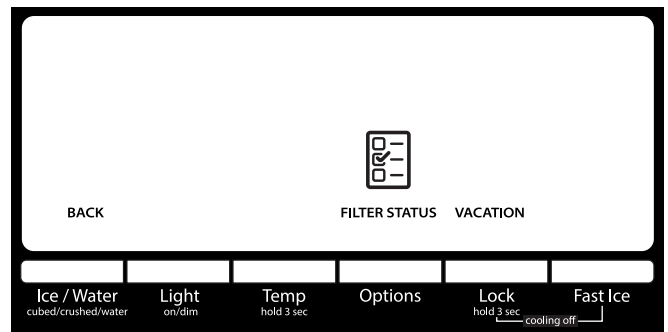 BACK FILTER STATUS VACATION
Ice / Water Light Temp Options Lock Fast Ice
cubed/crushed/water on/dim hold 3 sec hold 3 sec
cooling off